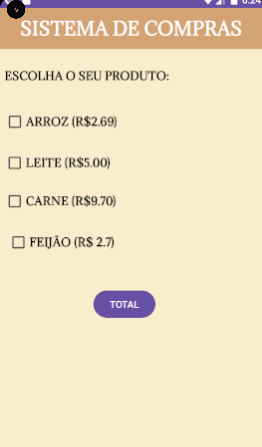 6:24
SISTEMA DE COMPRAS
ESCOLHA O SEU PRODUTO:
ARROZ (R$2.69)
LEITE (R$5.00)
CARNE (R$9.70)
FEIJÃO (R$ 2.7)
TOTAL